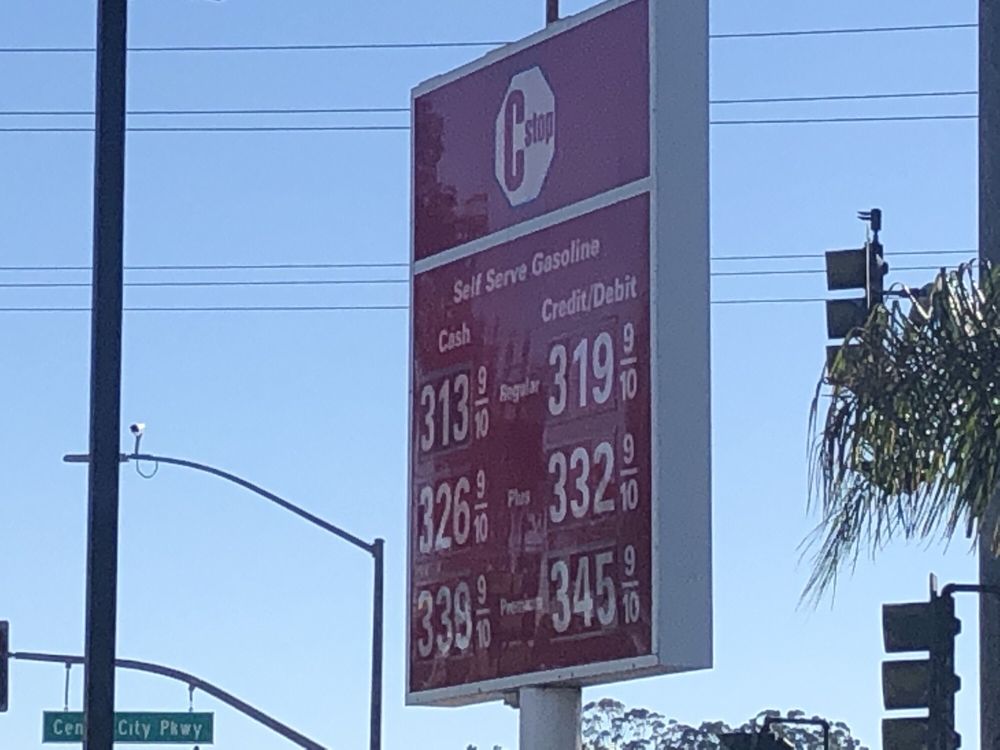 C stop
Self Serve Gasoline
Cash Credit/Debit
313 9/10 Regular 319 9/10
326 9/10 Plus 332 9/10
339 9/10 Premium 345 9/10
Cen City Pkwy